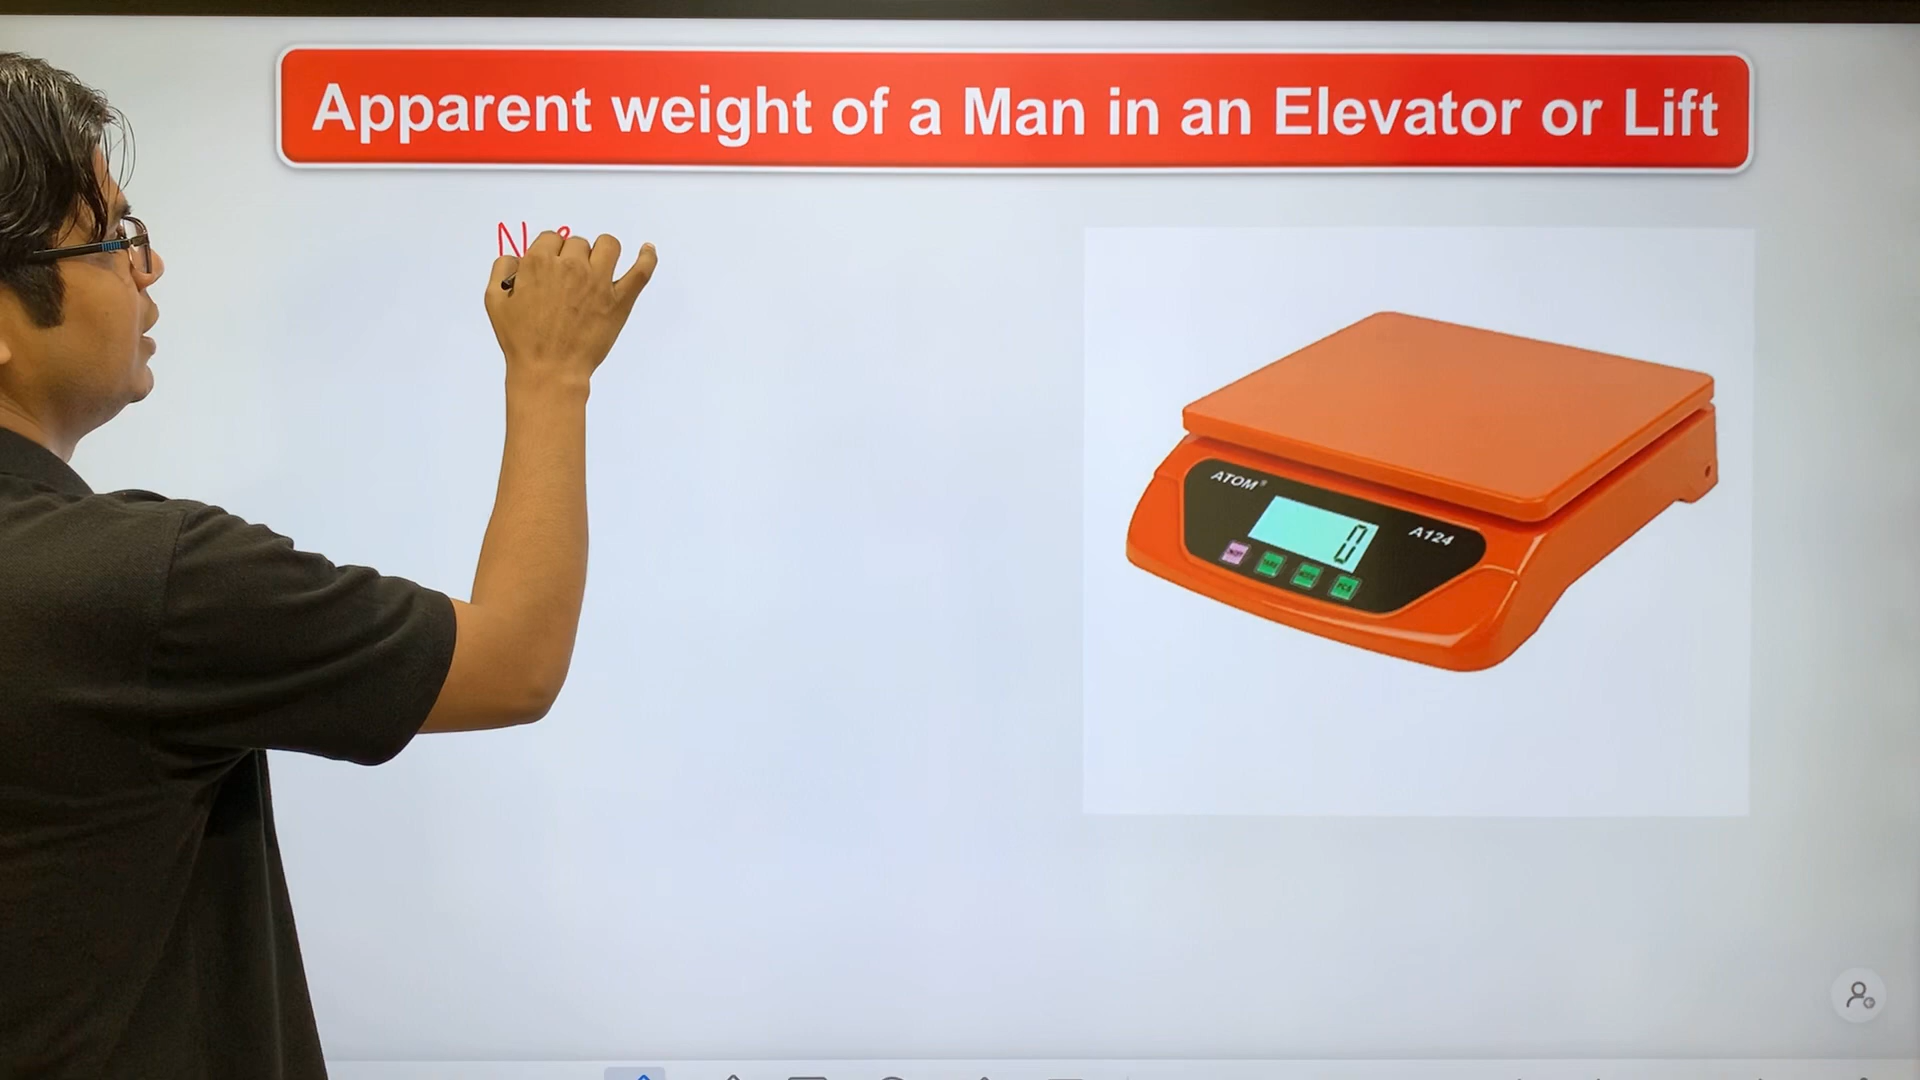 Apparent weight of a Man in an Elevator or Lift
N
ATOM®
0
A124